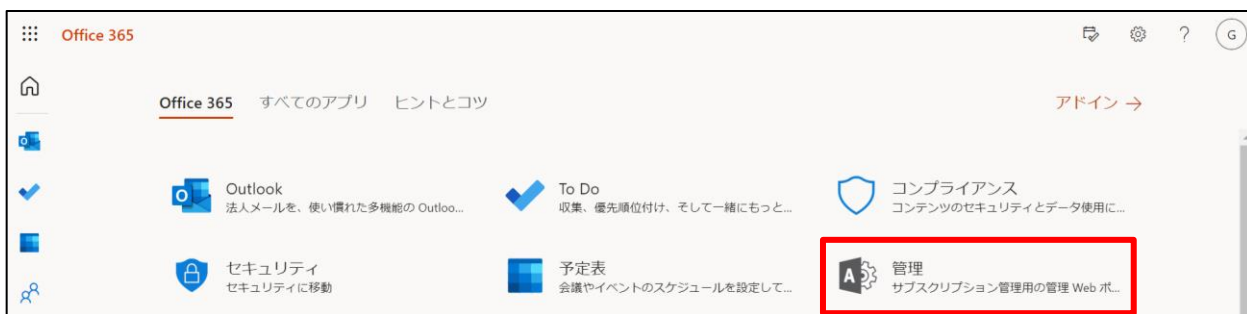 Office 365
G
Office 365 すべてのアプリ ヒントとコツ アドイン →
Outlook
法人メールを、使い慣れた多機能の Outloo...
To Do
収集、優先順位付け、そして一緒にもっと...
コンプライアンス
コンテンツのセキュリティとデータ使用に...
セキュリティ
セキュリティに移動
予定表
会議やイベントのスケジュールを設定して...
管理
サブスクリプション管理用の管理 Web ポ...